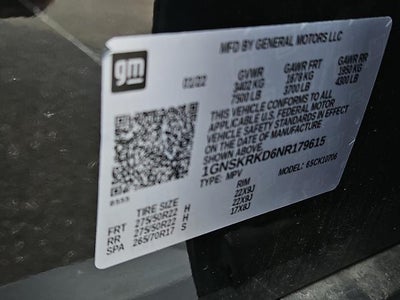 gm
MFD BY GENERAL MOTORS LLC
01/22
GVWR GAWR FRT GAWR RR
3402 KG 1678 KG 1950 KG
7500 LB 3700 LB 4300 LB
THIS VEHICLE CONFORMS TO ALL
APPLICABLE U.S. FEDERAL MOTOR
VEHICLE SAFETY STANDARDS IN EFFECT
ON THE DATE OF MANUFACTURE
SHOWN ABOVE.
1GNSKRKD6NR179615
TYPE: MPV MODEL: 6SCK10706
TIRE SIZE RIM
FRT 275/50R22 H 22X9J
RR 275/50R22 H 22X9J
SPA 265/70R17 S 17X8J